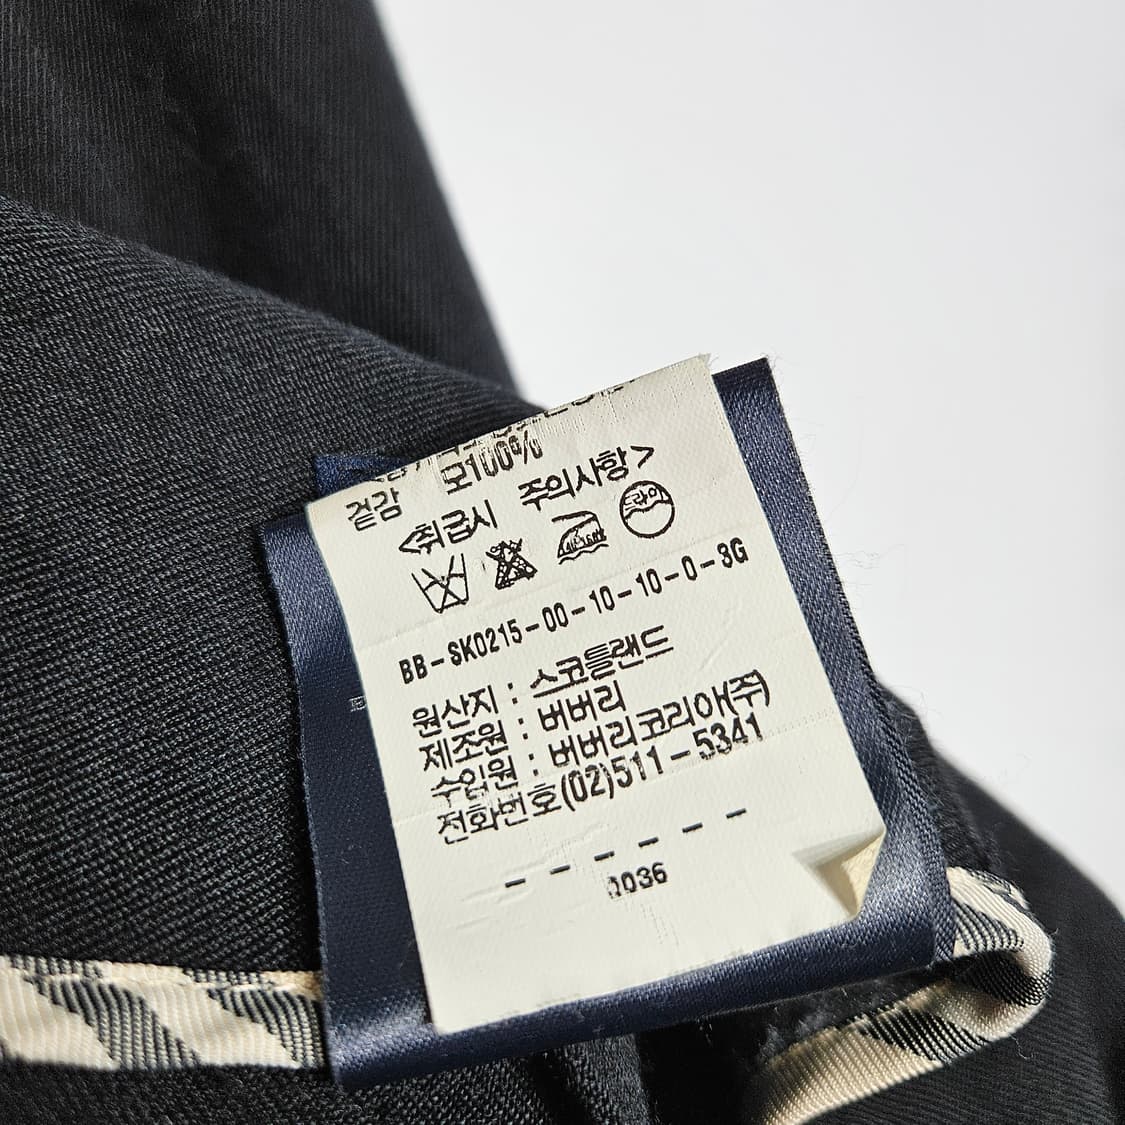 겉감 모100%
<취급시 주의사항>
드라이
BB-SK0215-00-10-10-0-3G
원산지 : 스코틀랜드
제조원 : 버버리
수입원 : 버버리코리아(주)
전화번호(02)511-5341
0036